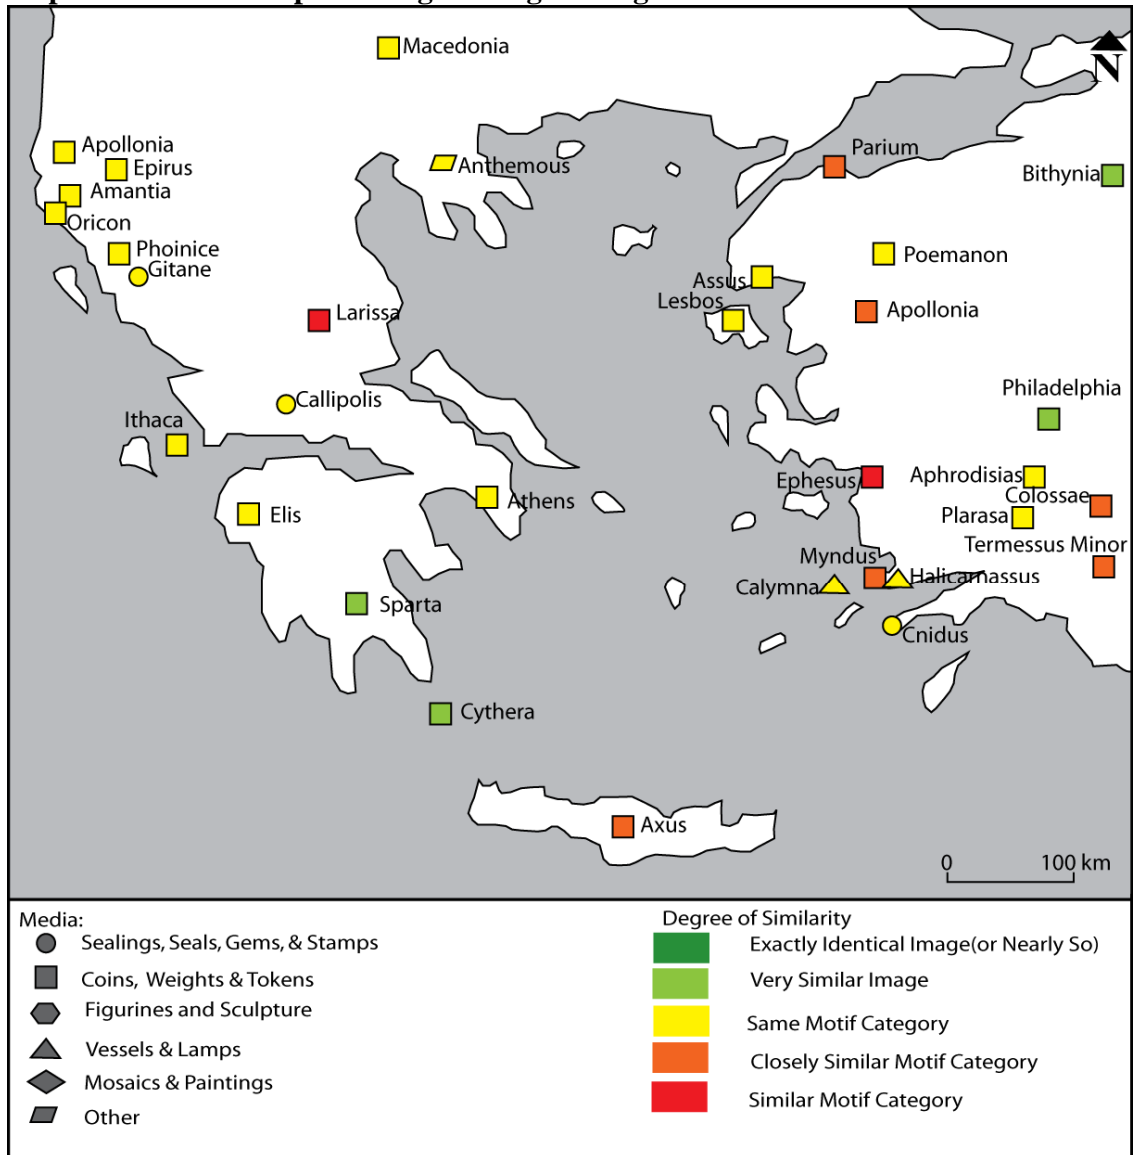 Macedonia
N
Apollonia
Epirus
Amantia
Oricon
Phoinice
Gitane
Anthemous
Parium
Bithynia
Poemanon
Assus
Lesbos
Apollonia
Larissa
Philadelphia
Callipolis
Ithaca
Ephesus
Aphrodisias
Colossae
Plarasa
Athens
Elis
Termessus Minor
Myndus
Halicarnassus
Calymna
Sparta
Cnidus
Cythera
Axus
0 100 km
Media:
Sealings, Seals, Gems, & Stamps
Coins, Weights & Tokens
Figurines and Sculpture
Vessels & Lamps
Mosaics & Paintings
Other
Degree of Similarity
Exactly Identical Image(or Nearly So)
Very Similar Image
Same Motif Category
Closely Similar Motif Category
Similar Motif Category